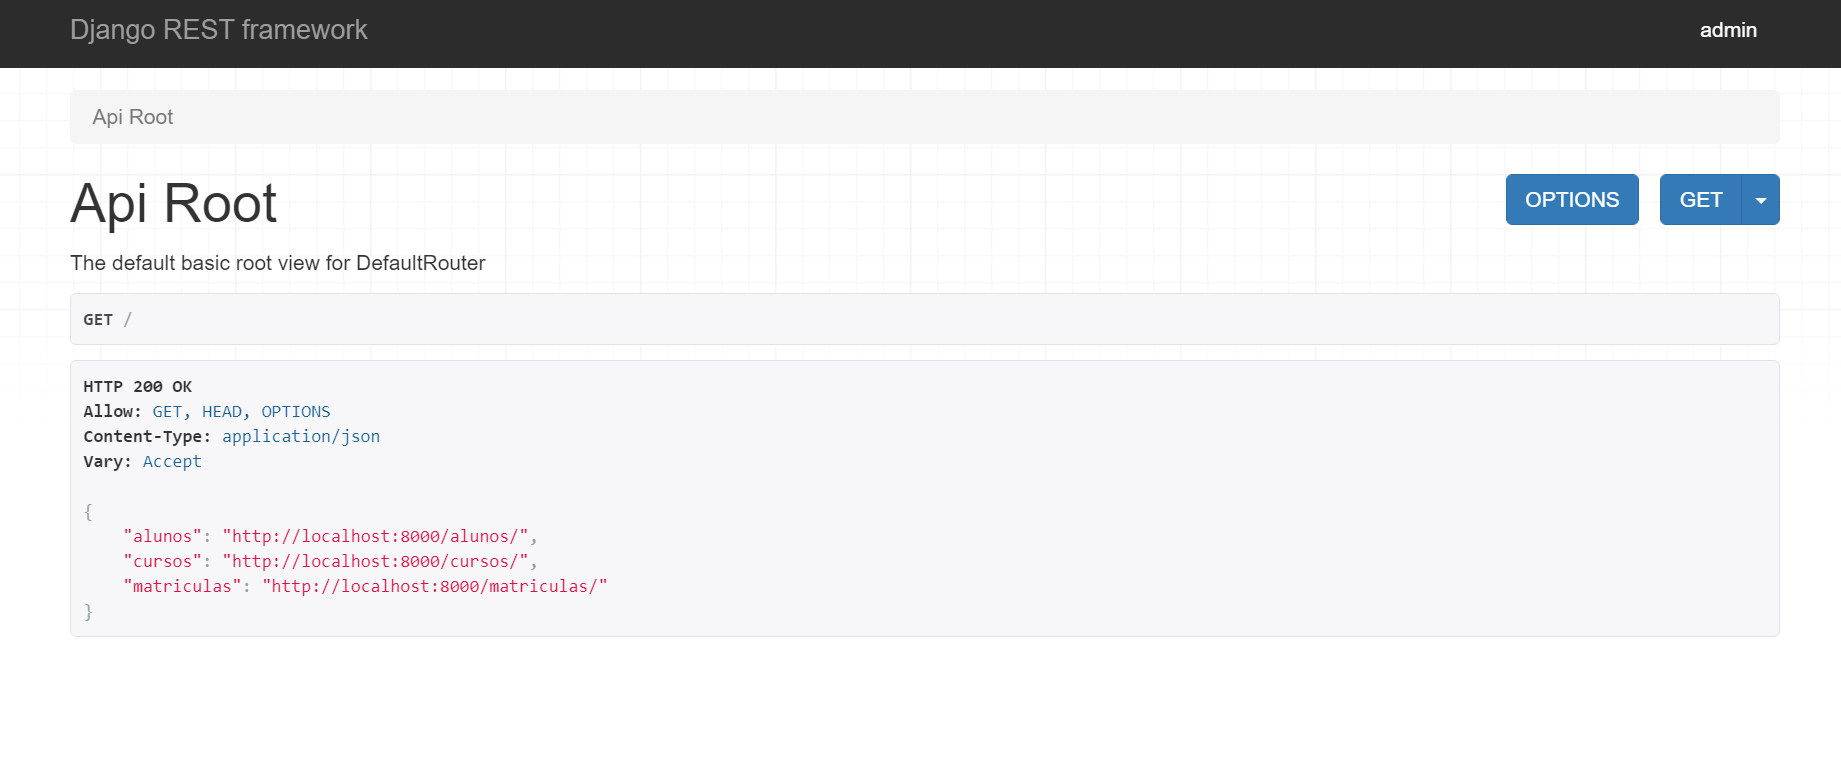 Django REST framework
admin
Api Root
Api Root
OPTIONS
GET
The default basic root view for DefaultRouter
GET /
HTTP 200 OK
Allow: GET, HEAD, OPTIONS
Content-Type: application/json
Vary: Accept
{
    "alunos": "http://localhost:8000/alunos/",
    "cursos": "http://localhost:8000/cursos/",
    "matriculas": "http://localhost:8000/matriculas/"
}